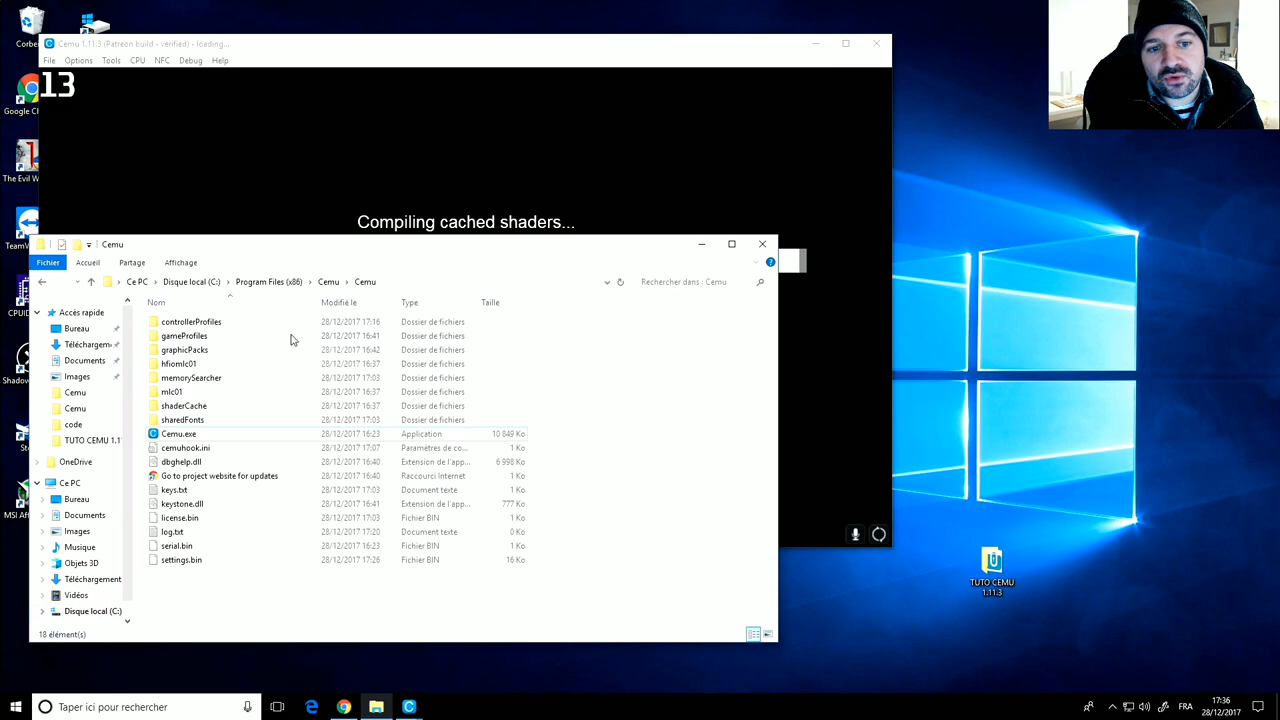 Corbe
Cemu 1.11.3 (Patreon build - verified) - loading...
File Options Tools CPU NFC Debug Help
13
Google Ch
The Evil W
TeamV
CPUID
Shadow
Sta
MSI Af
Compiling cached shaders...
Cemu
Fichier Accueil Partage Affichage
Ce PC Disque local (C:) Program Files (x86) Cemu Cemu
Rechercher dans : Cemu
Nom Modifié le Type Taille
Accès rapide
Bureau
Téléchargem
Documents
Images
Cemu
Cemu
code
TUTO CEMU 1.1
OneDrive
Ce PC
Bureau
Documents
Images
Musique
Objets 3D
Téléchargement
Vidéos
Disque local (C:)
controllerProfiles 28/12/2017 17:16 Dossier de fichiers
gameProfiles 28/12/2017 16:41 Dossier de fichiers
graphicPacks 28/12/2017 16:42 Dossier de fichiers
hfiomlc01 28/12/2017 16:37 Dossier de fichiers
memorySearcher 28/12/2017 17:03 Dossier de fichiers
mlc01 28/12/2017 16:37 Dossier de fichiers
shaderCache 28/12/2017 16:37 Dossier de fichiers
sharedFonts 28/12/2017 17:03 Dossier de fichiers
Cemu.exe 28/12/2017 16:23 Application 10 849 Ko
cemuhook.ini 28/12/2017 17:07 Paramètres de co... 1 Ko
dbghelp.dll 28/12/2017 16:40 Extension de l'app... 6 998 Ko
Go to project website for updates 28/12/2017 16:40 Raccourci Internet 1 Ko
keys.txt 28/12/2017 17:03 Document texte 1 Ko
keystone.dll 28/12/2017 16:41 Extension de l'app... 777 Ko
license.bin 28/12/2017 17:03 Fichier BIN 1 Ko
log.txt 28/12/2017 17:20 Document texte 0 Ko
serial.bin 28/12/2017 16:23 Fichier BIN 1 Ko
settings.bin 28/12/2017 17:26 Fichier BIN 16 Ko
18 élément(s)
TUTO CEMU
1.11.3
Taper ici pour rechercher
FRA
17:36
28/12/2017